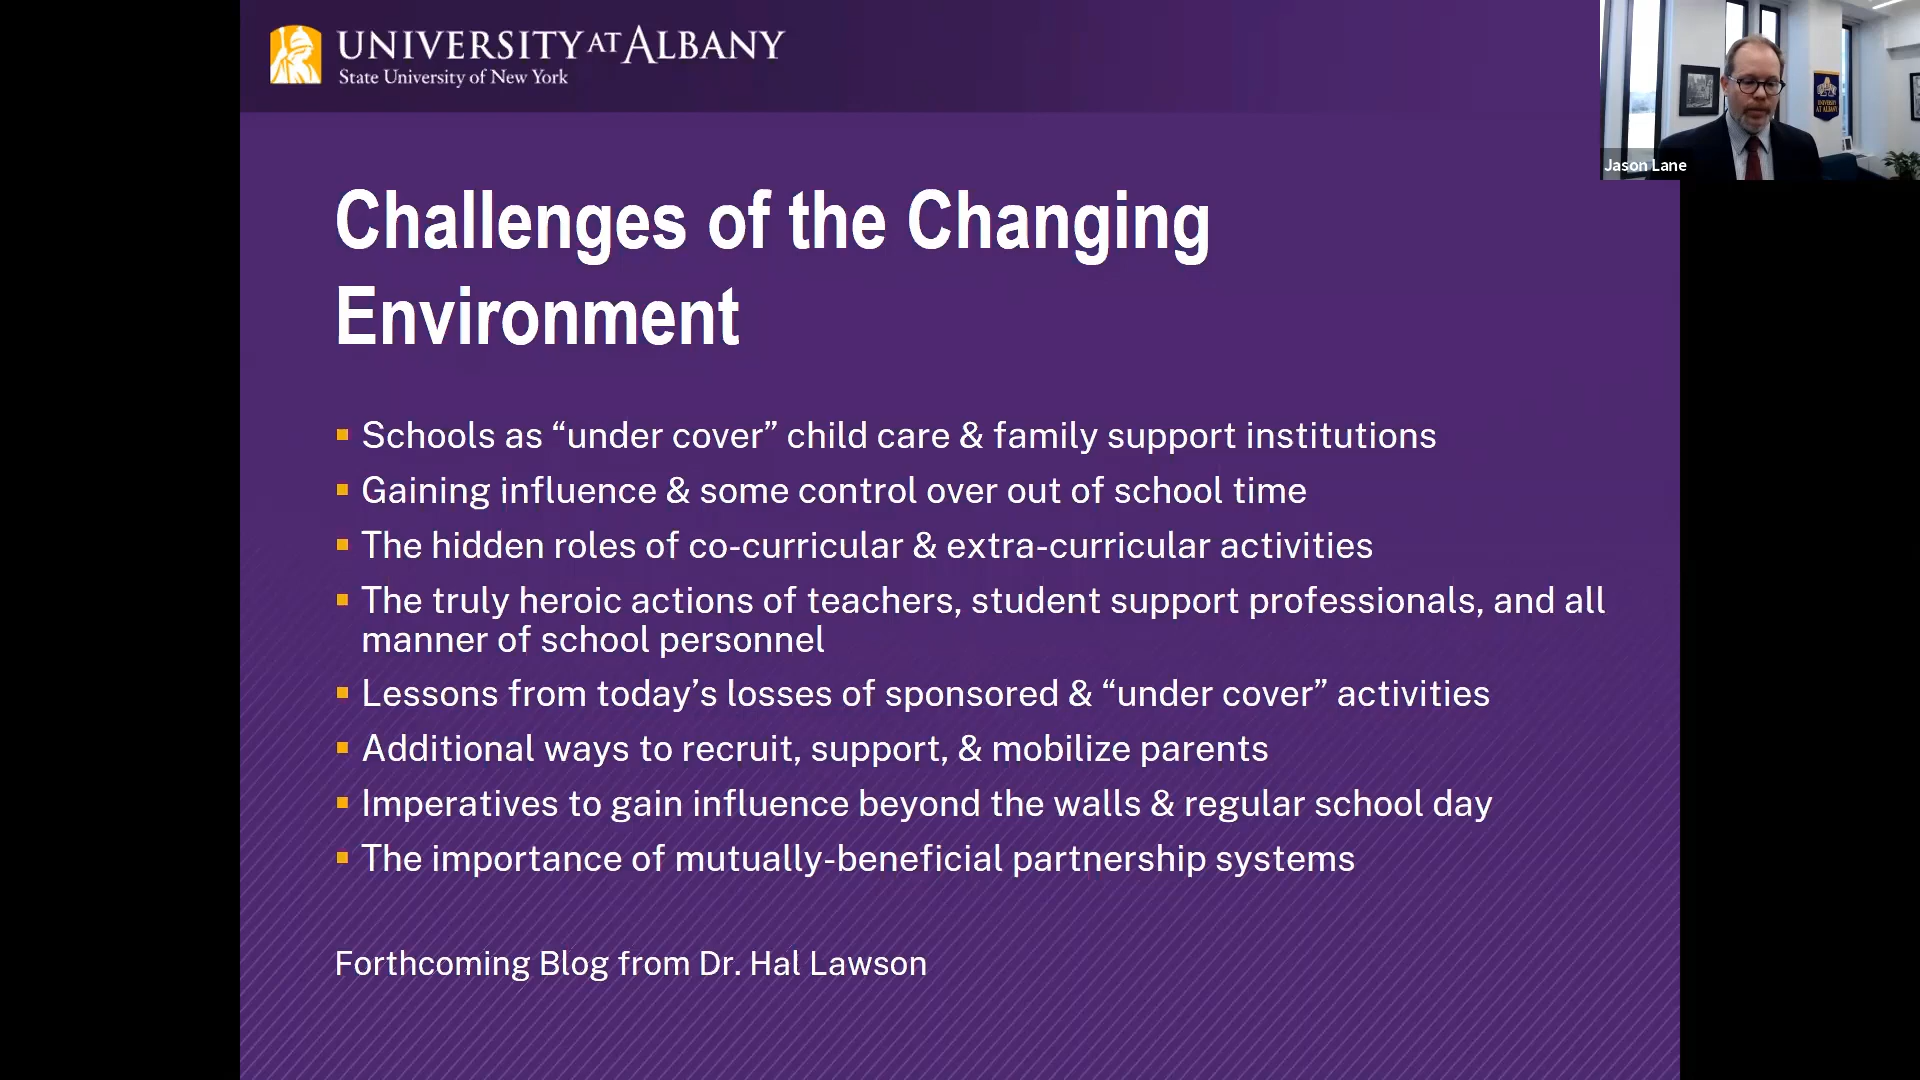 UNIVERSITY AT ALBANY
State University of New York
Jason Lane
UNIVERSITY
AT ALBANY
Challenges of the Changing
Environment
Schools as “under cover” child care & family support institutions
Gaining influence & some control over out of school time
The hidden roles of co-curricular & extra-curricular activities
The truly heroic actions of teachers, student support professionals, and all
manner of school personnel
Lessons from today’s losses of sponsored & “under cover” activities
Additional ways to recruit, support, & mobilize parents
Imperatives to gain influence beyond the walls & regular school day
The importance of mutually-beneficial partnership systems
Forthcoming Blog from Dr. Hal Lawson